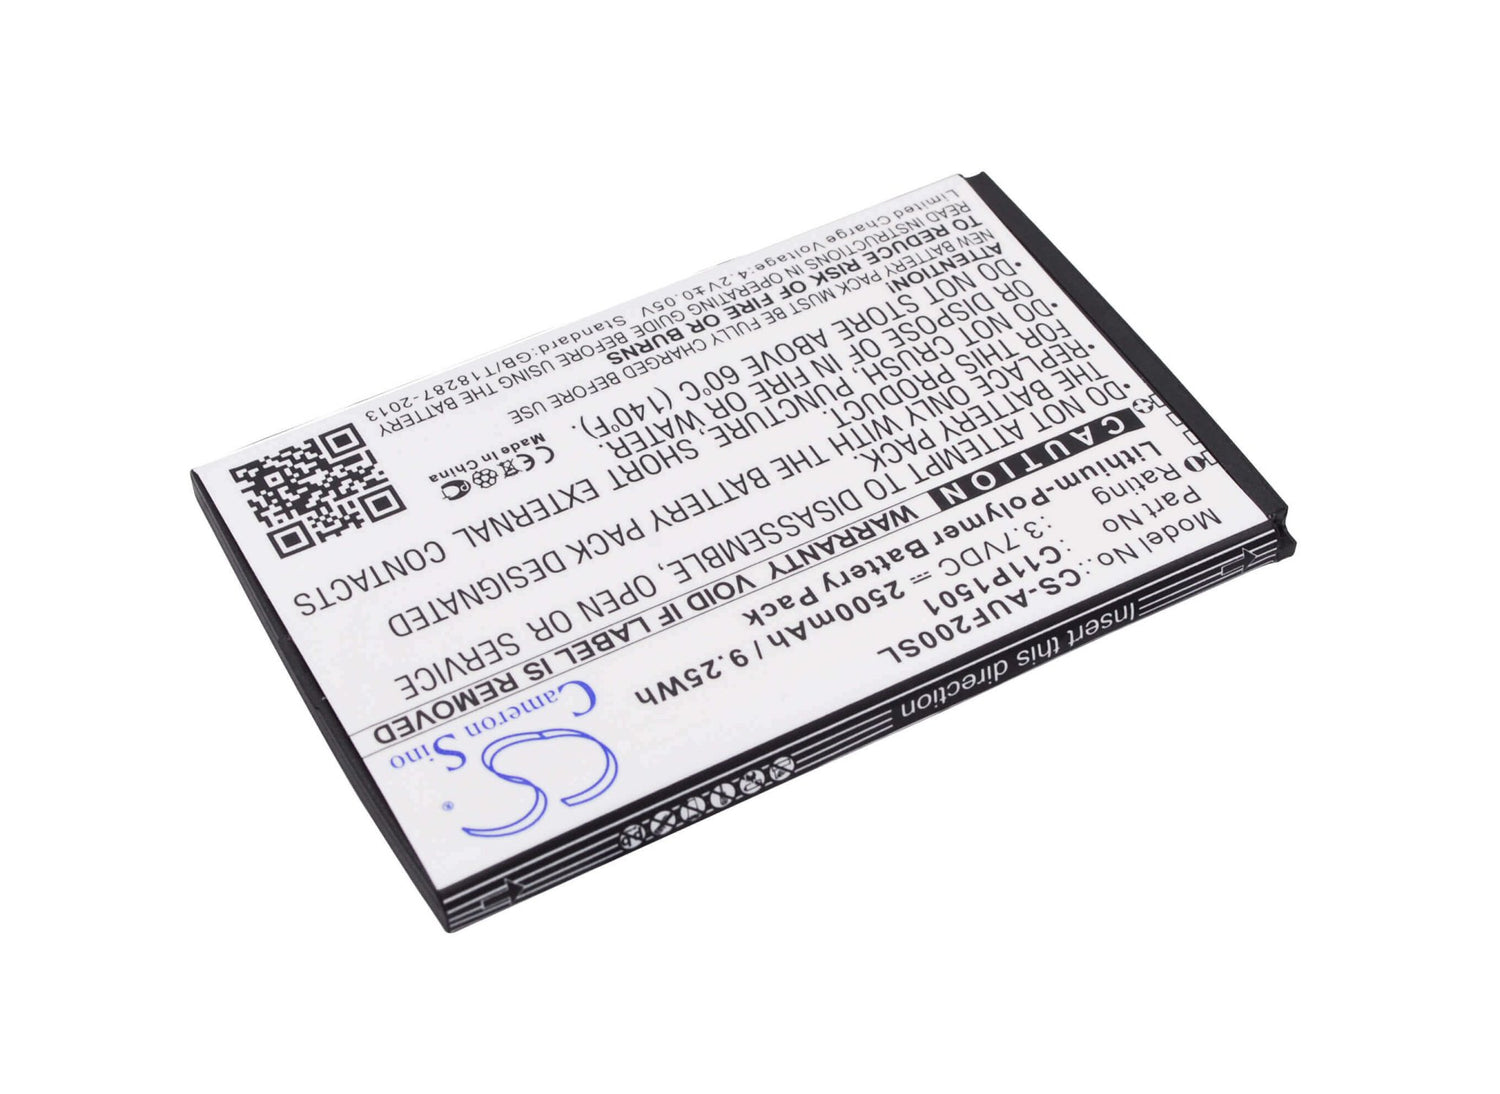 Model No.: CS-AUF200SL
Part No : C11P1501
Rating : 3.7VDC ⎓ 2500mAh / 9.25Wh
Lithium-Polymer Battery Pack
CAUTION WARRANTY VOID IF LABEL IS REMOVED
•DO NOT ATTEMPT TO DISASSEMBLE, OPEN OR SERVICE
THE BATTERY PACK.
•REPLACE ONLY WITH THE BATTERY PACK DESIGNATED
FOR THIS PRODUCT.
•DO NOT CRUSH, PUNCTURE, SHORT EXTERNAL CONTACTS
OR DISPOSE OF IN FIRE OR WATER.
•DO NOT STORE ABOVE 60°C (140°F).
ATTENTION!
NEW BATTERY PACK MUST BE FULLY CHARGED BEFORE USE
TO REDUCE RISK OF FIRE OR BURNS
READ INSTRUCTIONS IN OPERATING GUIDE BEFORE USING THE BATTERY
Limited Charge Voltage:4.2V±0.05V Standard:GB/T18287-2013
CE
Made in China
CS
Cameron Sino
®
Insert this direction